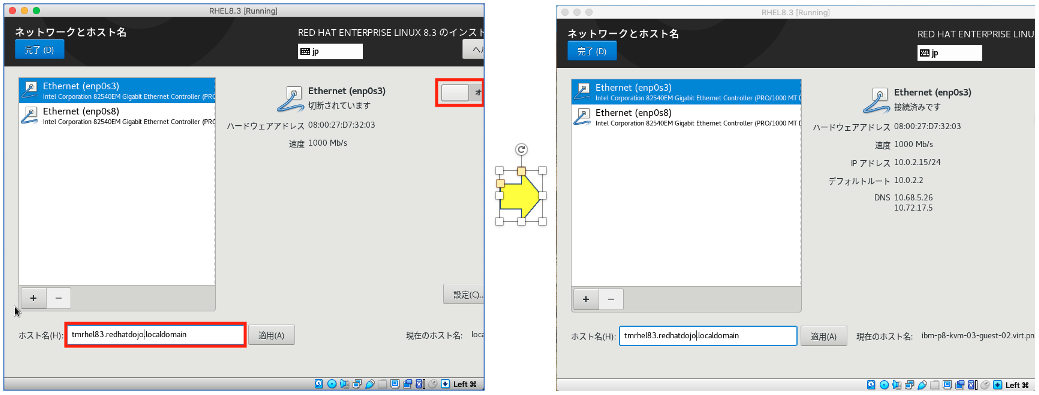 RHEL8.3 [Running]
ネットワークとホスト名
完了 (D)
RED HAT ENTERPRISE LINUX 8.3 のインスト
jp
ヘル
Ethernet (enp0s3)
Intel Corporation 82540EM Gigabit Ethernet Controller (PRO
Ethernet (enp0s8)
Intel Corporation 82540EM Gigabit Ethernet Controller (PRO
Ethernet (enp0s3)
切断されています
オ
ハードウェアアドレス 08:00:27:D7:32:03
速度 1000 Mb/s
+
−
設定(C)...
ホスト名(H):
tmrhel83.redhatdojo.localdomain
適用(A)
現在のホスト名: loca
Left ⌘
RHEL8.3 [Running]
ネットワークとホスト名
完了 (D)
RED HAT ENTERPRISE LINU
jp
Ethernet (enp0s3)
Intel Corporation 82540EM Gigabit Ethernet Controller (PRO/1000 MT D
Ethernet (enp0s8)
Intel Corporation 82540EM Gigabit Ethernet Controller (PRO/1000 MT D
Ethernet (enp0s3)
接続済みです
ハードウェアアドレス 08:00:27:D7:32:03
速度 1000 Mb/s
IP アドレス 10.0.2.15/24
デフォルトルート 10.0.2.2
DNS 10.68.5.26
10.72.17.5
+
−
ホスト名(H):
tmrhel83.redhatdojo.localdomain
適用(A)
現在のホスト名: ibm-p8-kvm-03-guest-02.virt.pn
Left ⌘